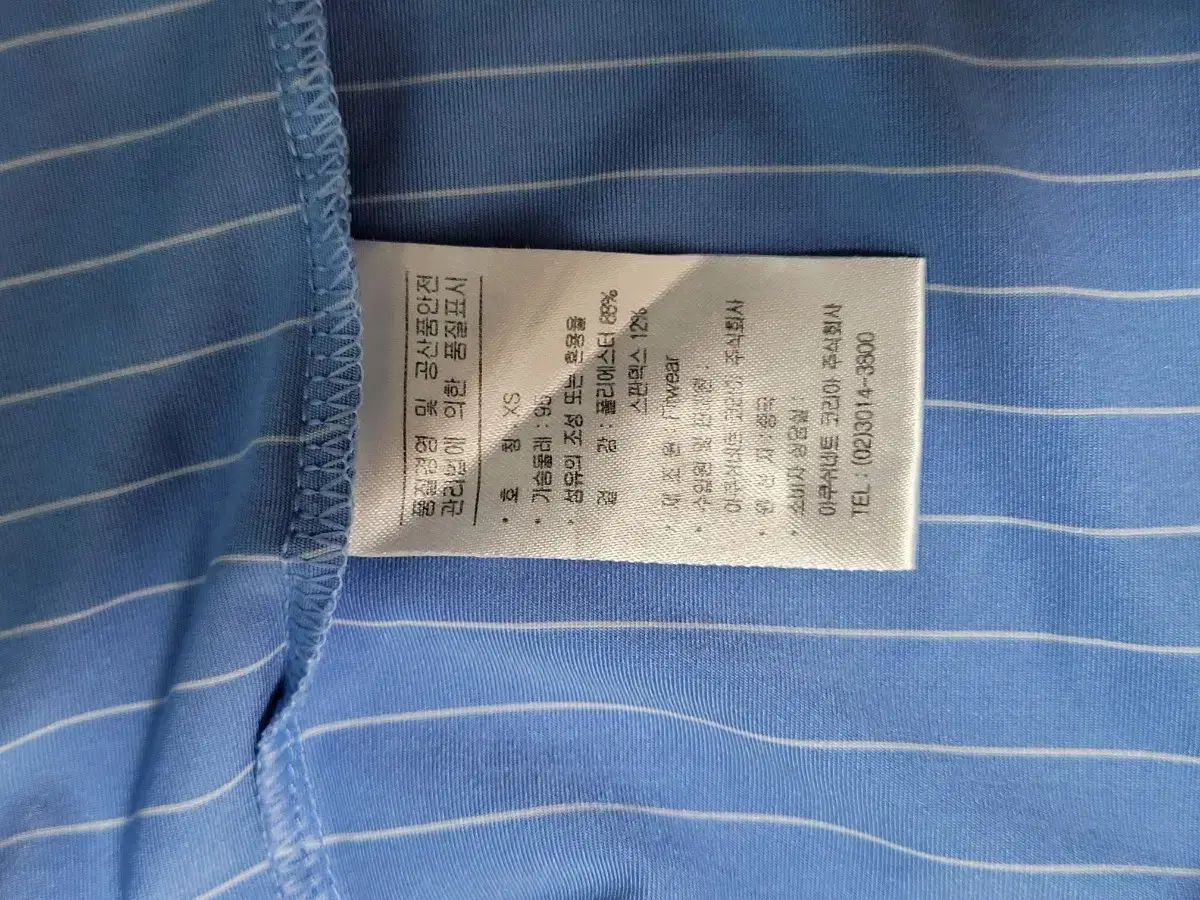 품질경영 및 공산품안전
관리법에 의한 품질표시
· 호 칭 XS
· 가슴둘레 : 95
· 섬유의 조성 또는 혼용율
겉 감 : 폴리에스터 88%
스판덱스 12%
· 제 조 원 :
· 수입원 및 판매원 :
아쿠쉬네트 코리아 주식회사
· 원 산 지 :
· 소비자 상담실
아쿠쉬네트 코리아 주식회사
TEL : (02)3014-3800